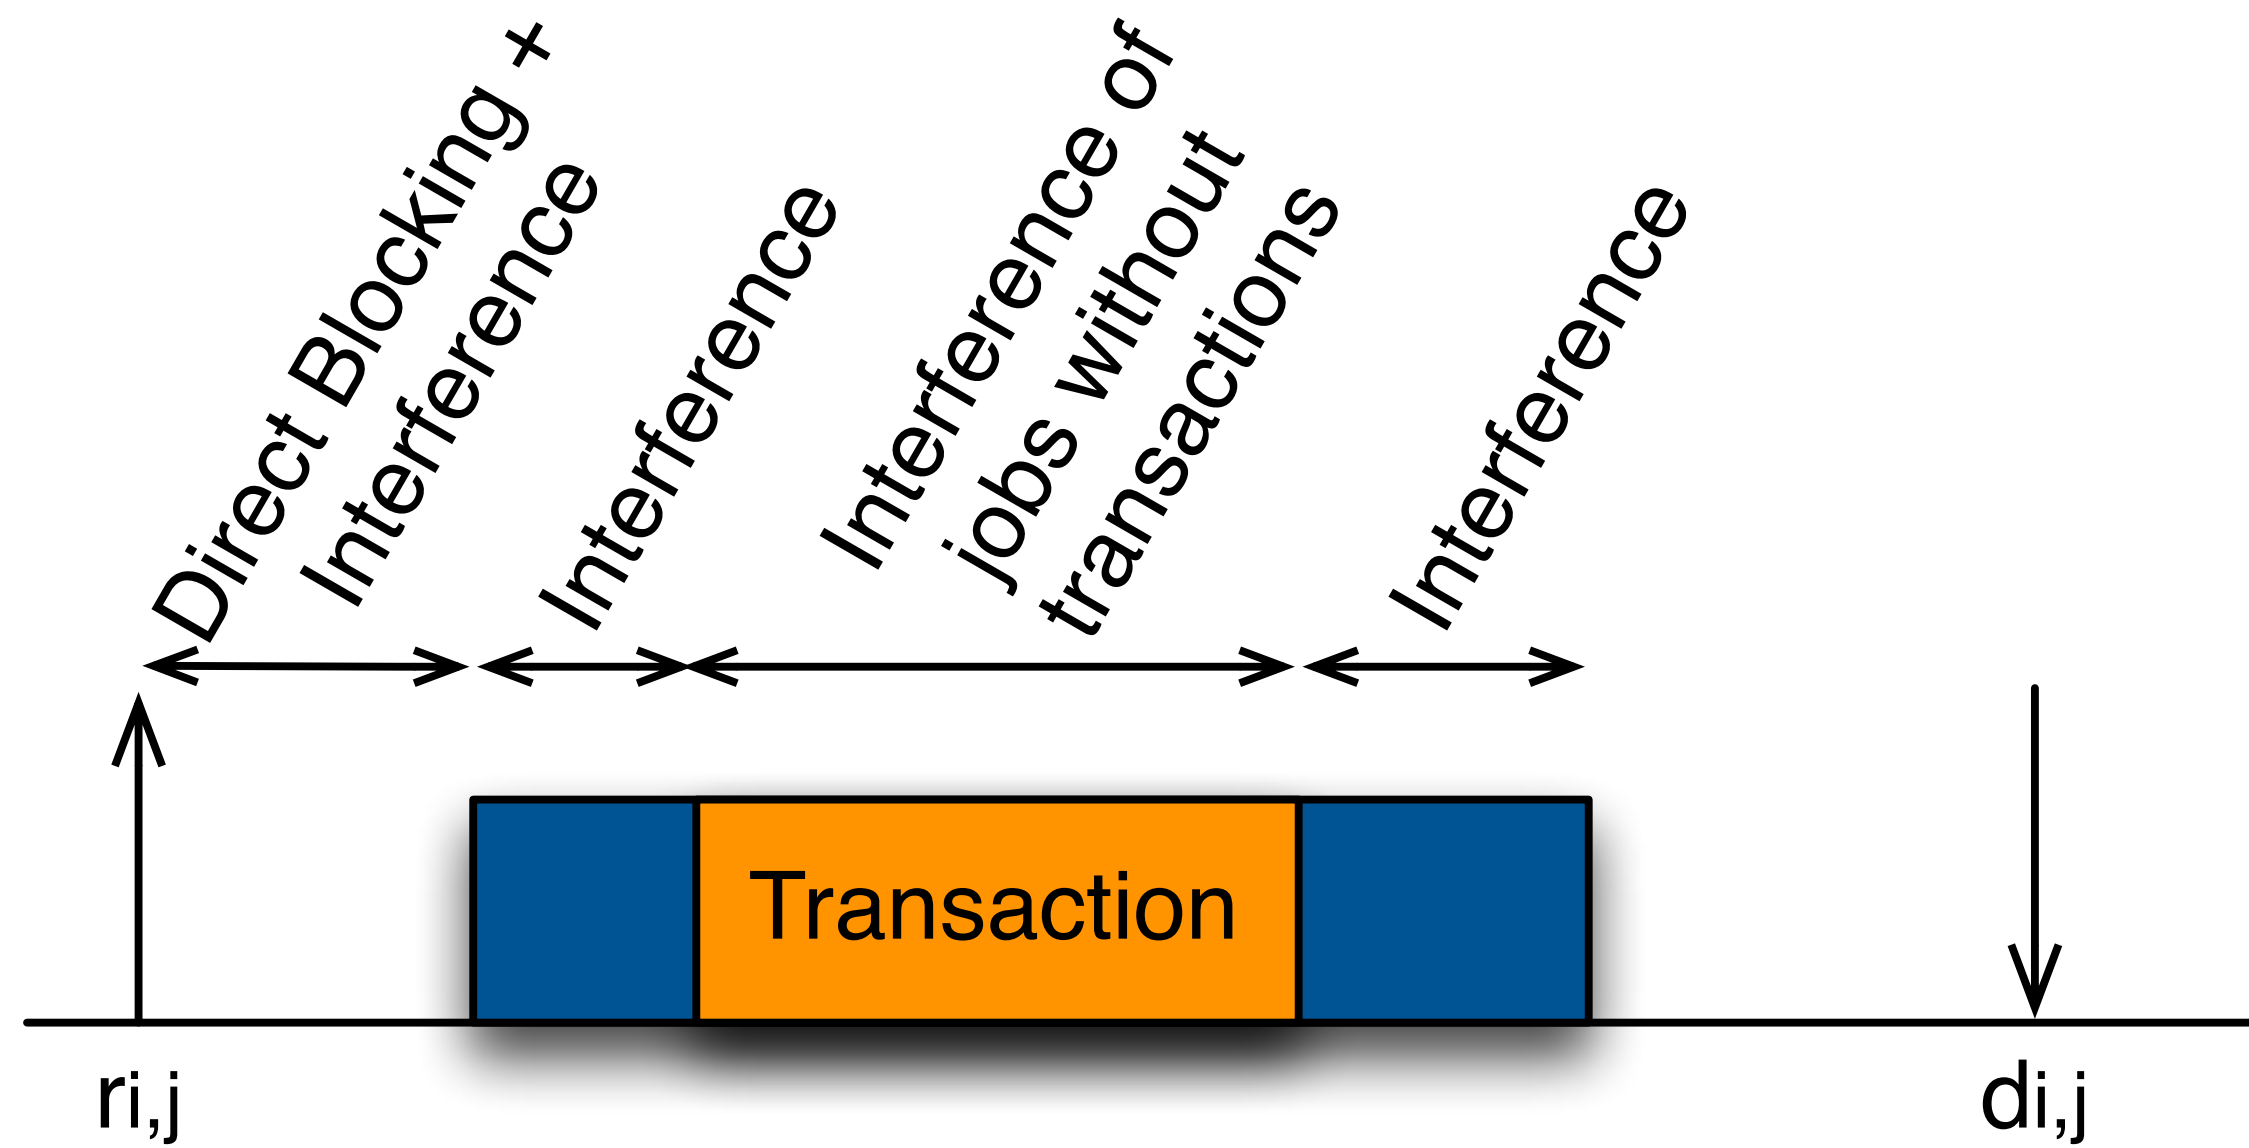 Direct Blocking +
Interference
Interference
Interference of
jobs without
transactions
Interference
Transaction
ri,j
di,j